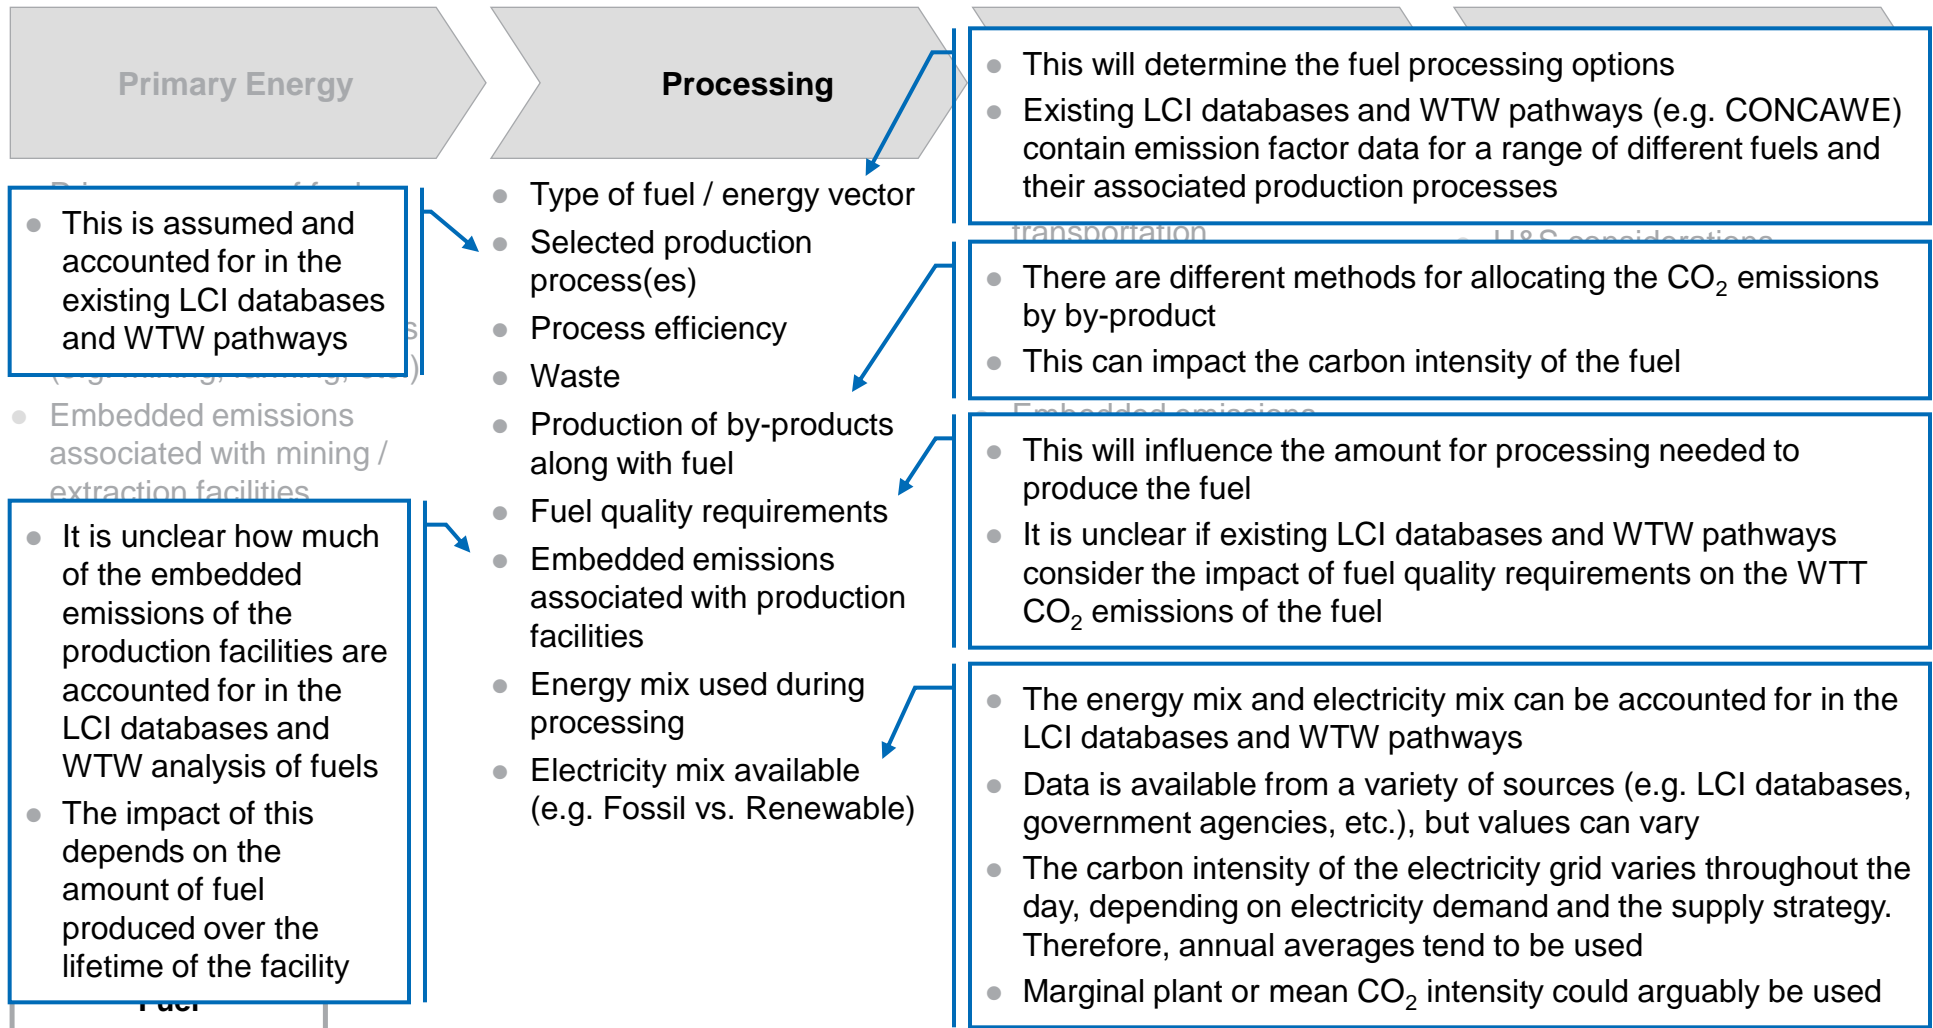 Primary Energy
Processing
This is assumed and
accounted for in the
existing LCI databases
and WTW pathways
Embedded emissions
associated with mining /
extraction facilities
It is unclear how much
of the embedded
emissions of the
production facilities are
accounted for in the
LCI databases and
WTW analysis of fuels
The impact of this
depends on the
amount of fuel
produced over the
lifetime of the facility
Fuel
Type of fuel / energy vector
Selected production
process(es)
Process efficiency
Waste
Production of by-products
along with fuel
Fuel quality requirements
Embedded emissions
associated with production
facilities
Energy mix used during
processing
Electricity mix available
(e.g. Fossil vs. Renewable)
This will determine the fuel processing options
Existing LCI databases and WTW pathways (e.g. CONCAWE)
contain emission factor data for a range of different fuels and
their associated production processes
transportation
H&S considerations
There are different methods for allocating the CO₂ emissions
by by-product
This can impact the carbon intensity of the fuel
Embedded emissions
This will influence the amount for processing needed to
produce the fuel
It is unclear if existing LCI databases and WTW pathways
consider the impact of fuel quality requirements on the WTT
CO₂ emissions of the fuel
The energy mix and electricity mix can be accounted for in the
LCI databases and WTW pathways
Data is available from a variety of sources (e.g. LCI databases,
government agencies, etc.), but values can vary
The carbon intensity of the electricity grid varies throughout the
day, depending on electricity demand and the supply strategy.
Therefore, annual averages tend to be used
Marginal plant or mean CO₂ intensity could arguably be used